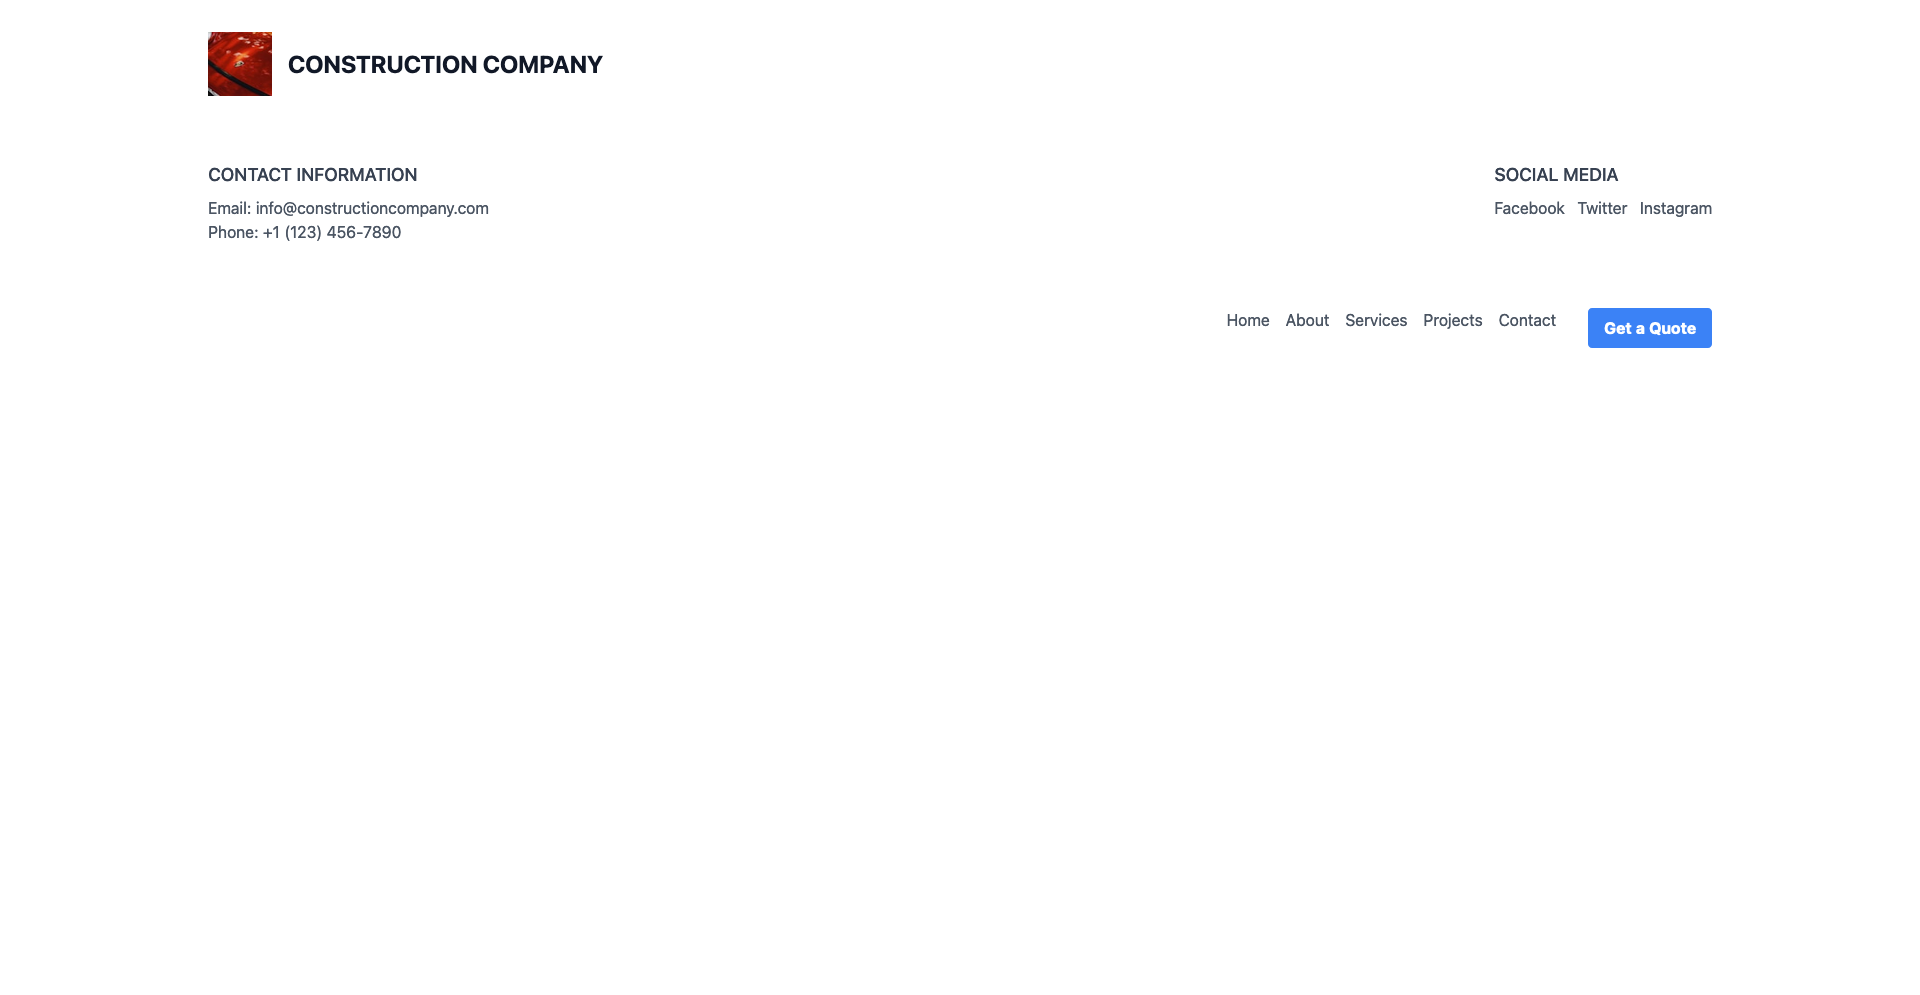 CONSTRUCTION COMPANY
CONTACT INFORMATION
Email: info@constructioncompany.com
Phone: +1 (123) 456-7890
SOCIAL MEDIA
Facebook Twitter Instagram
Home About Services Projects Contact Get a Quote